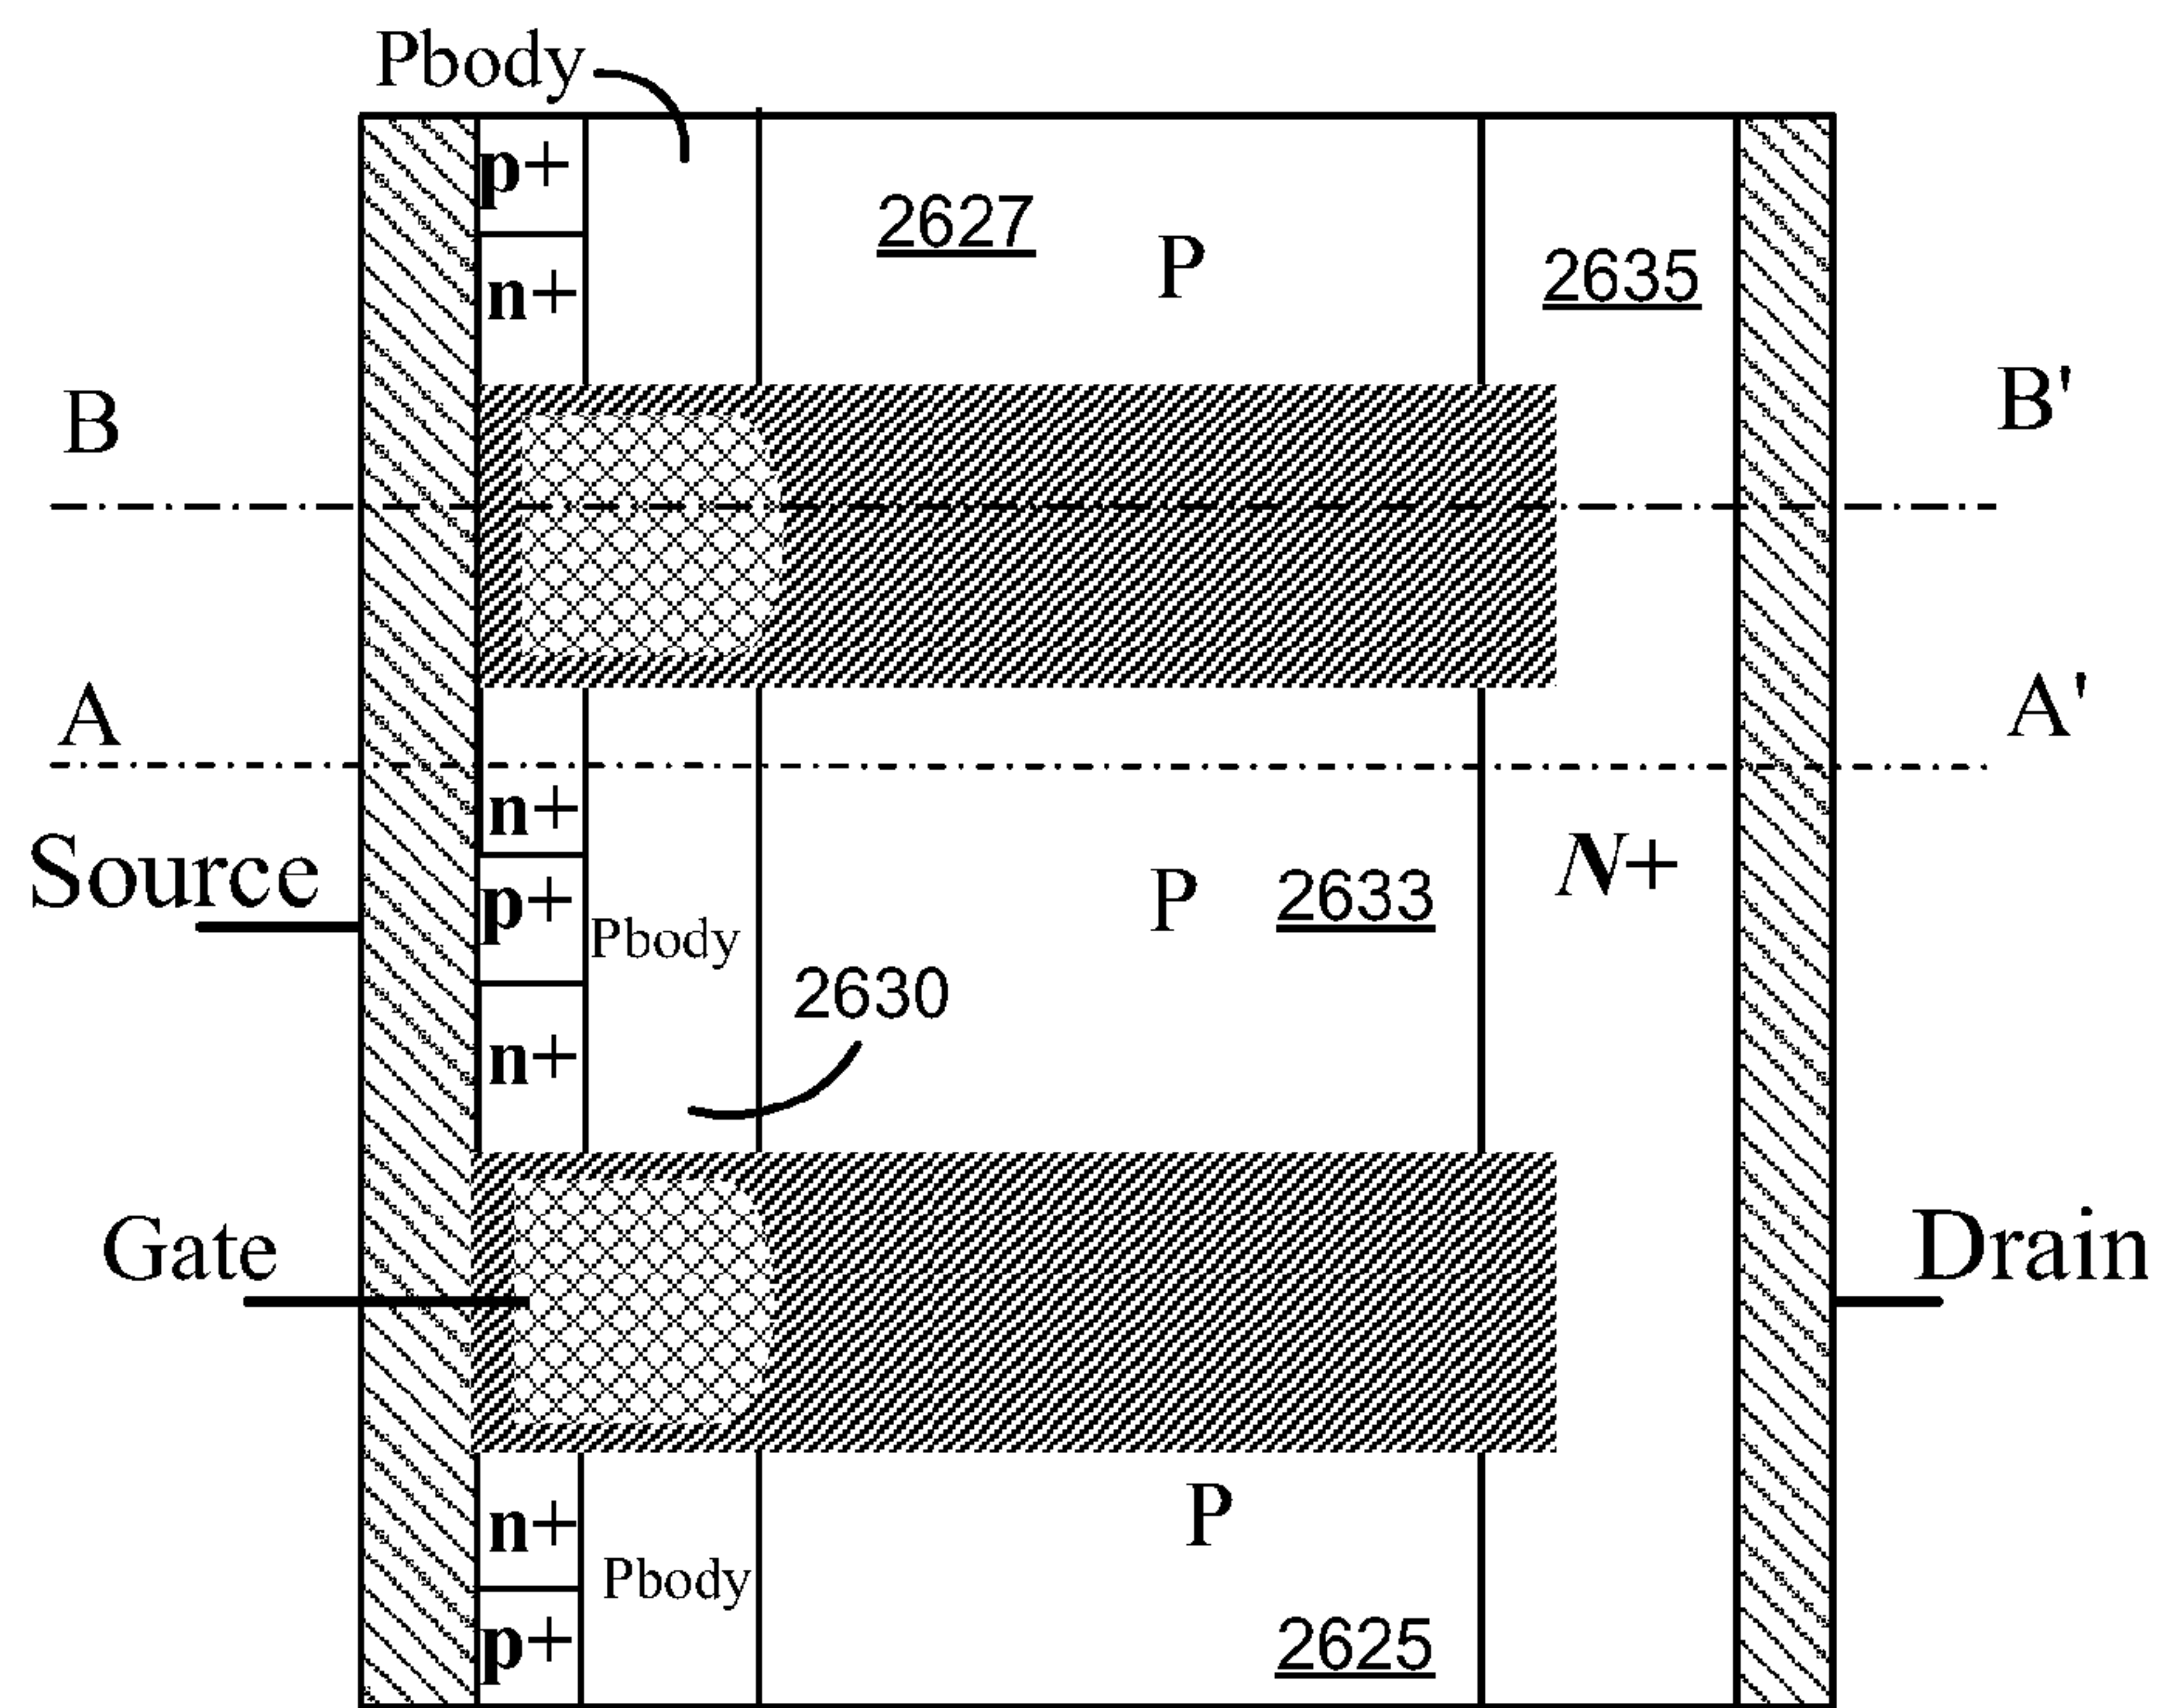 Pbody
p+
2627
P
2635
n+
B
B'
A
A'
n+
Source
N+
p+
P
2633
Pbody
2630
n+
Gate
Drain
P
n+
Pbody
p+
2625